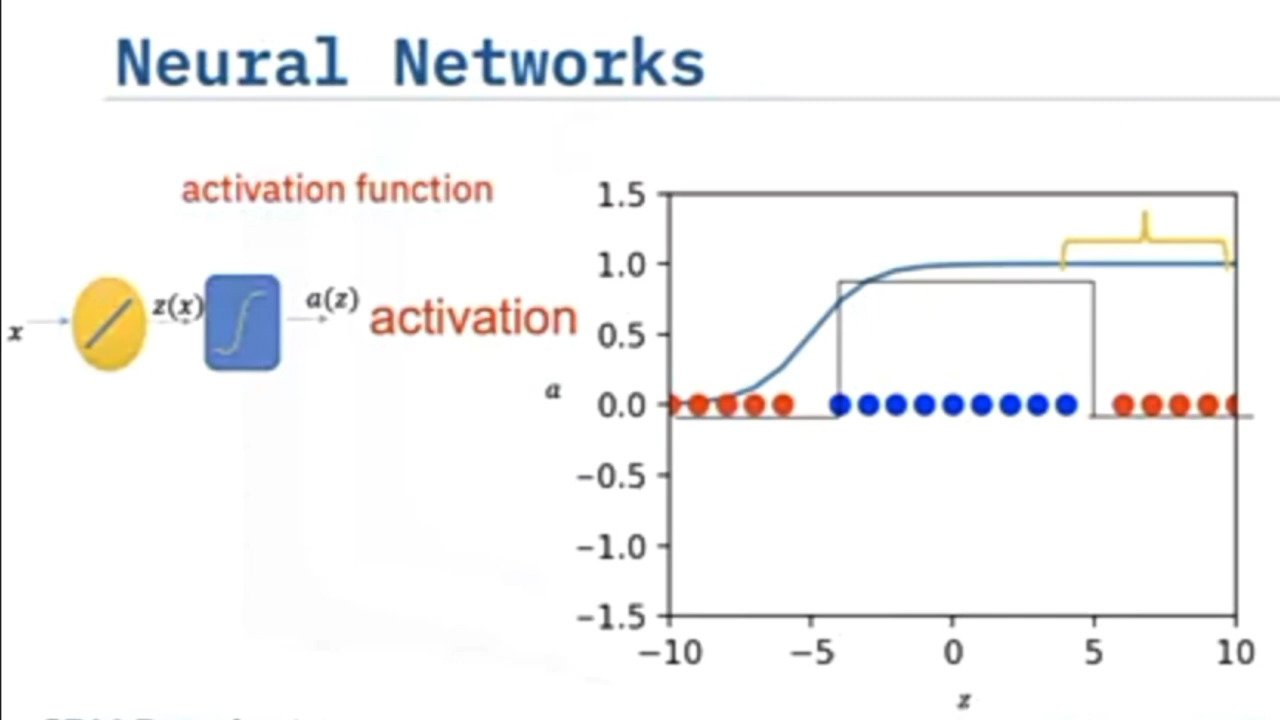 Neural Networks
activation function
x
z(x)
a(z)
activation
1.5
1.0
0.5
a
0.0
−0.5
−1.0
−1.5
−10 −5 0 5 10
z